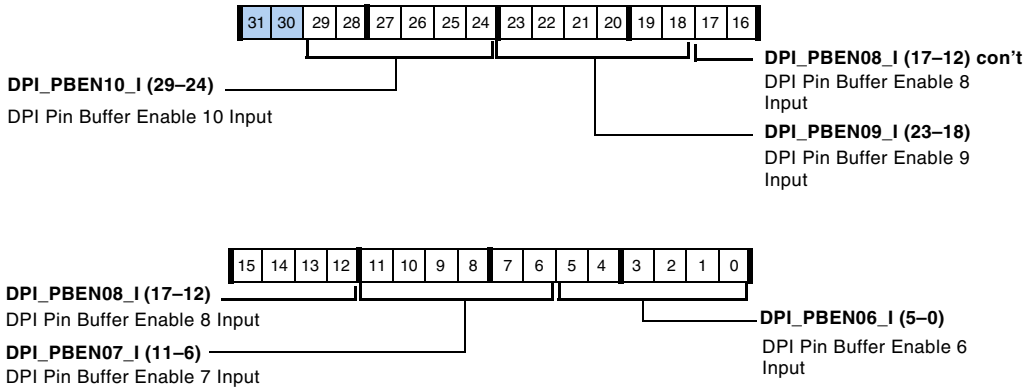 31 30 29 28 27 26 25 24 23 22 21 20 19 18 17 16
DPI_PBEN08_I (17–12) con't
DPI Pin Buffer Enable 8
Input
DPI_PBEN10_I (29–24)
DPI Pin Buffer Enable 10 Input
DPI_PBEN09_I (23–18)
DPI Pin Buffer Enable 9
Input
15 14 13 12 11 10 9 8 7 6 5 4 3 2 1 0
DPI_PBEN08_I (17–12)
DPI Pin Buffer Enable 8 Input
DPI_PBEN07_I (11–6)
DPI Pin Buffer Enable 7 Input
DPI_PBEN06_I (5–0)
DPI Pin Buffer Enable 6
Input